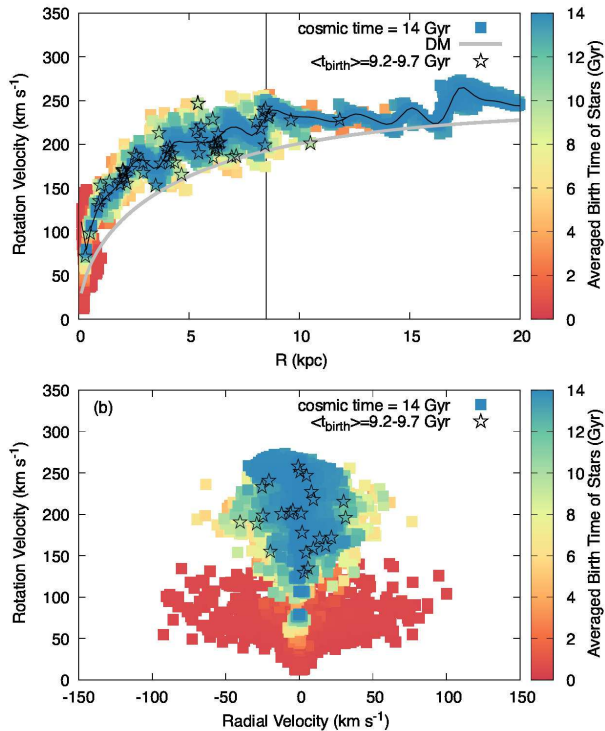 cosmic time = 14 Gyr
DM
<t_birth>=9.2-9.7 Gyr
Rotation Velocity (km s⁻¹)
350
300
250
200
150
100
50
0
0 5 10 15 20
R (kpc)
14
12
10
8
6
4
2
0
Averaged Birth Time of Stars (Gyr)
(b)
cosmic time = 14 Gyr
<t_birth>=9.2-9.7 Gyr
Rotation Velocity (km s⁻¹)
350
300
250
200
150
100
50
0
-150 -100 -50 0 50 100 150
Radial Velocity (km s⁻¹)
14
12
10
8
6
4
2
0
Averaged Birth Time of Stars (Gyr)